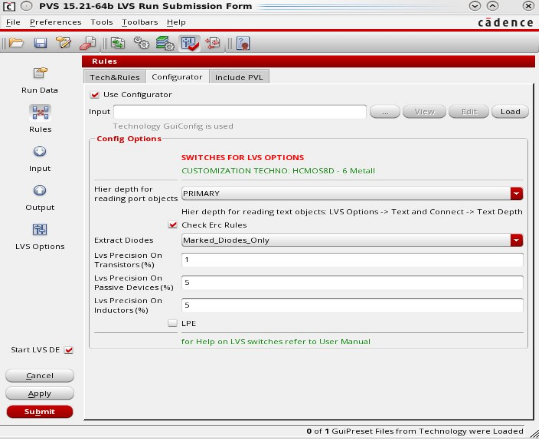 PVS 15.21-64b LVS Run Submission Form
File Preferences Tools Toolbars Help
cādence
Rules
Tech&Rules Configurator Include PVL
Run Data
Rules
Input
Output
LVS Options
Use Configurator
Input ... View Edit Load
Technology GuiConfig is used
Config Options
SWITCHES FOR LVS OPTIONS
CUSTOMIZATION TECHNO: HCMOS8D - 6 Metall
Hier depth for
reading port objects PRIMARY
Hier depth for reading text objects: LVS Options -> Text and Connect -> Text Depth
Check Erc Rules
Extract Diodes Marked_Diodes_Only
Lvs Precision On
Transistors (%) 1
Lvs Precision On
Passive Devices (%) 5
Lvs Precision On
Inductors (%) 5
LPE
for Help on LVS switches refer to User Manual
Start LVS DE
Cancel
Apply
Submit
0 of 1 GuiPreset Files from Technology were Loaded